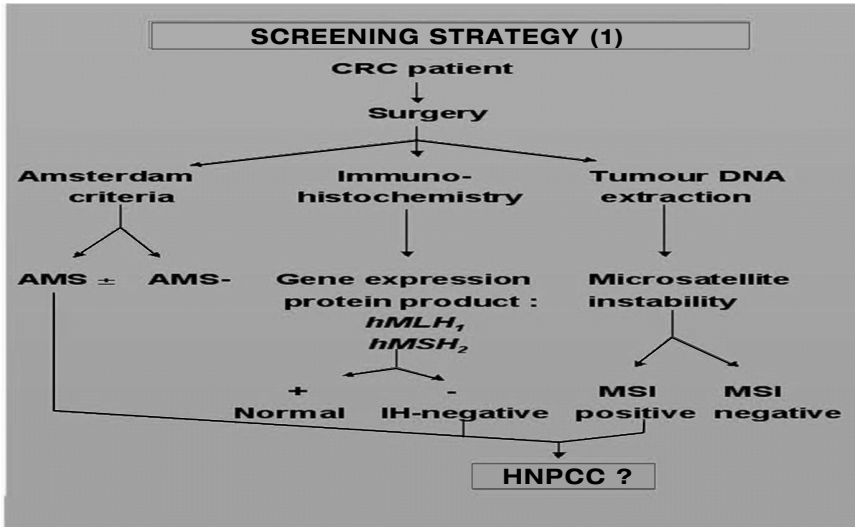 SCREENING STRATEGY (1)
CRC patient
Surgery
Amsterdam
criteria
Immuno-
histochemistry
Tumour DNA
extraction
AMS ±
AMS-
Gene expression
protein product :
hMLH₁
hMSH₂
Microsatellite
instability
+
Normal
-
IH-negative
MSI
positive
MSI
negative
HNPCC ?